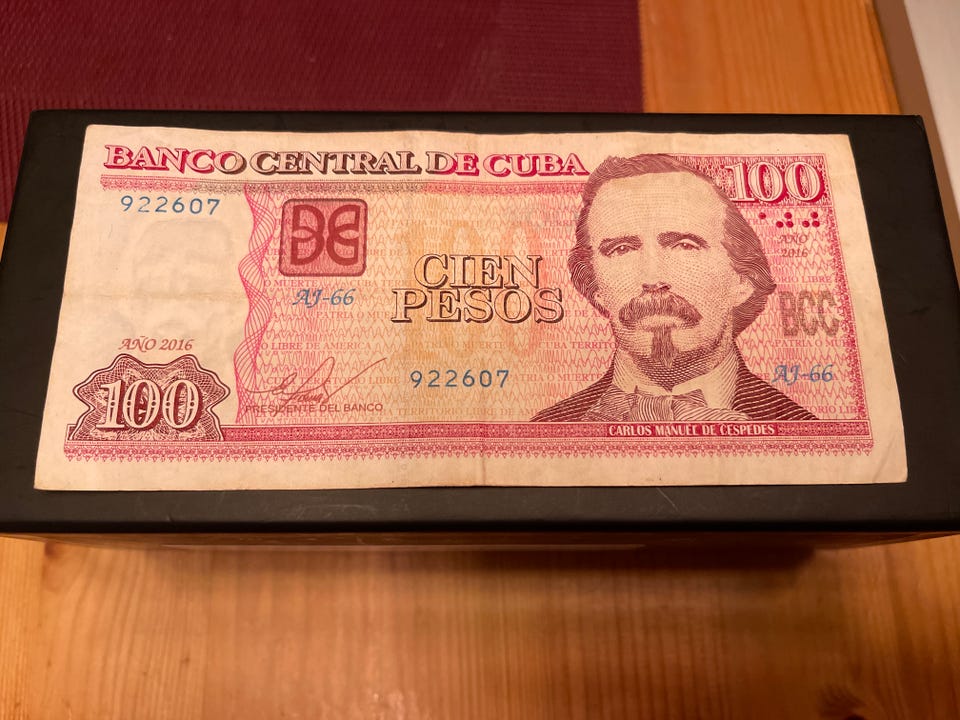 BANCO CENTRAL DE CUBA
100
922607
AÑO
2016
AJ-66
CIEN
PESOS
BCC
AÑO 2016
100
922607
AJ-66
PRESIDENTE DEL BANCO
CARLOS MANUEL DE CESPEDES